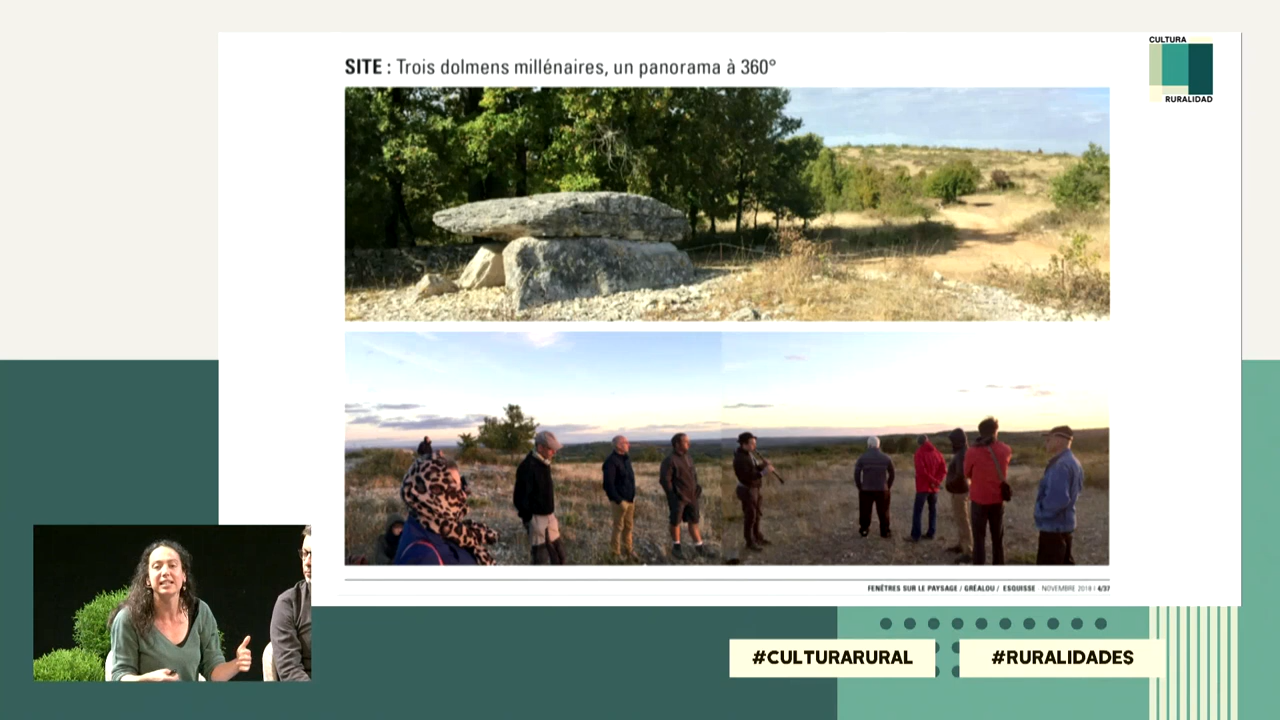 CULTURA
RURALIDAD
SITE : Trois dolmens millénaires, un panorama à 360°
FENÊTRES SUR LE PAYSAGE / GRÉALOU / ESQUISSE NOVEMBRE 2018 I 4/37
#CULTURARURAL
#RURALIDADES